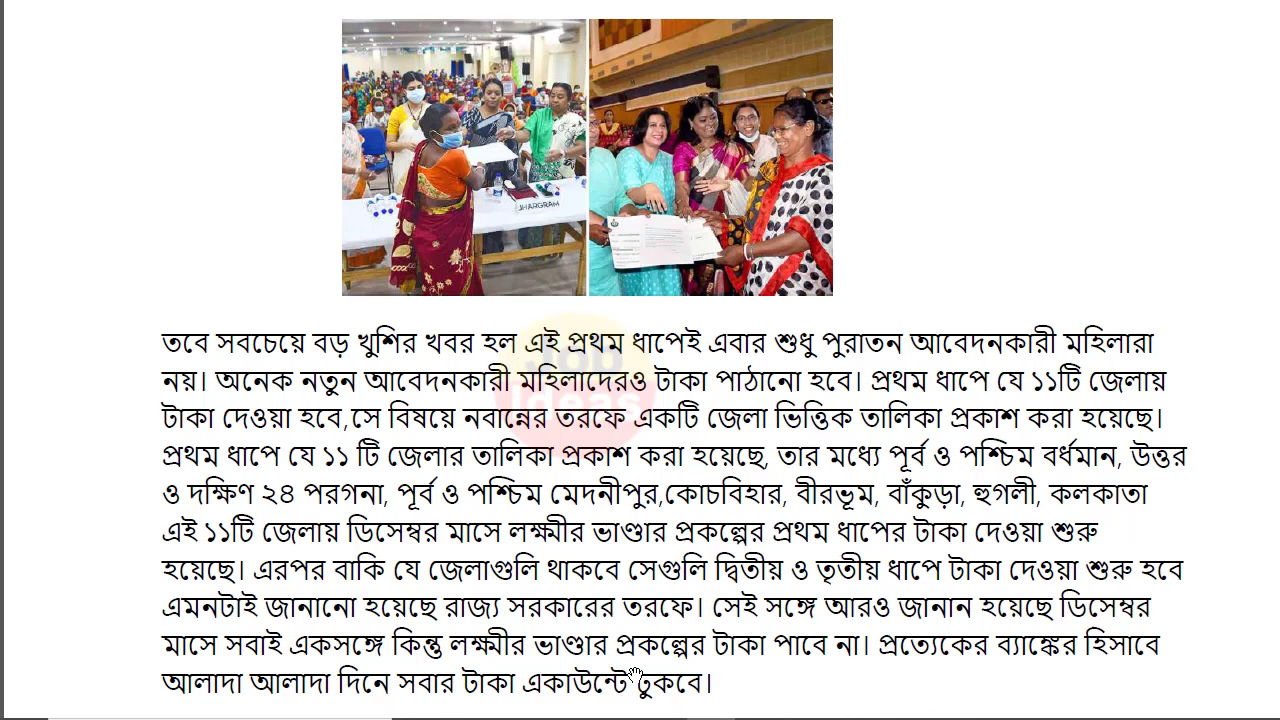 JHARGRAM
Job
Ideas
তবে সবচেয়ে বড় খুশির খবর হল এই প্রথম ধাপেই এবার শুধু পুরাতন আবেদনকারী মহিলারা
নয়। অনেক নতুন আবেদনকারী মহিলাদেরও টাকা পাঠানো হবে। প্রথম ধাপে যে ১১টি জেলায়
টাকা দেওয়া হবে,সে বিষয়ে নবান্নের তরফে একটি জেলা ভিত্তিক তালিকা প্রকাশ করা হয়েছে।
প্রথম ধাপে যে ১১ টি জেলার তালিকা প্রকাশ করা হয়েছে, তার মধ্যে পূর্ব ও পশ্চিম বর্ধমান, উত্তর
ও দক্ষিণ ২৪ পরগনা, পূর্ব ও পশ্চিম মেদনীপুর,কোচবিহার, বীরভূম, বাঁকুড়া, হুগলী, কলকাতা
এই ১১টি জেলায় ডিসেম্বর মাসে লক্ষ্মীর ভাণ্ডার প্রকল্পের প্রথম ধাপের টাকা দেওয়া শুরু
হয়েছে। এরপর বাকি যে জেলাগুলি থাকবে সেগুলি দ্বিতীয় ও তৃতীয় ধাপে টাকা দেওয়া শুরু হবে
এমনটাই জানানো হয়েছে রাজ্য সরকারের তরফে। সেই সঙ্গে আরও জানান হয়েছে ডিসেম্বর
মাসে সবাই একসঙ্গে কিন্তু লক্ষ্মীর ভাণ্ডার প্রকল্পের টাকা পাবে না। প্রত্যেকের ব্যাঙ্কের হিসাবে
আলাদা আলাদা দিনে সবার টাকা একাউন্টে ঢুকবে।